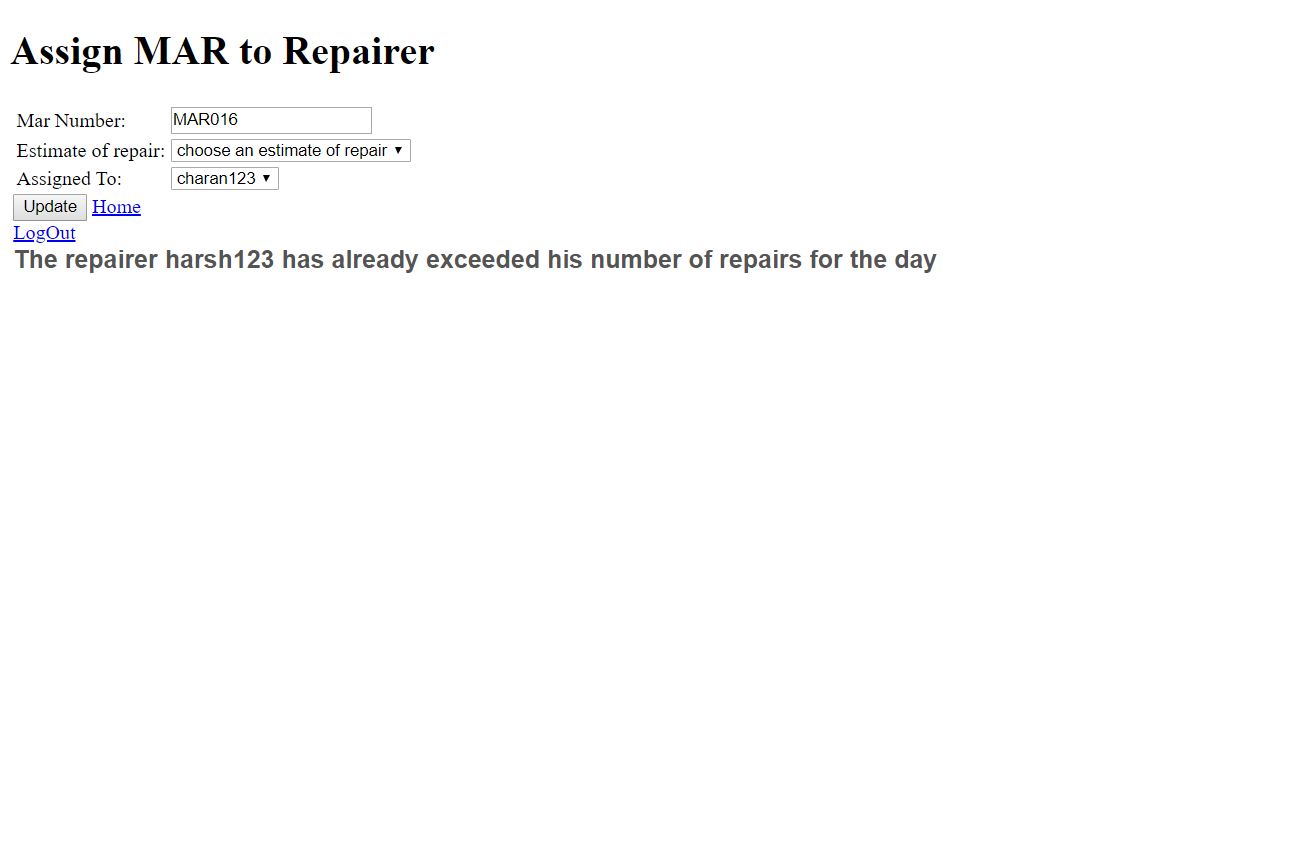 Assign MAR to Repairer
Mar Number: MAR016
Estimate of repair: choose an estimate of repair
Assigned To: charan123
Update Home
LogOut
The repairer harsh123 has already exceeded his number of repairs for the day